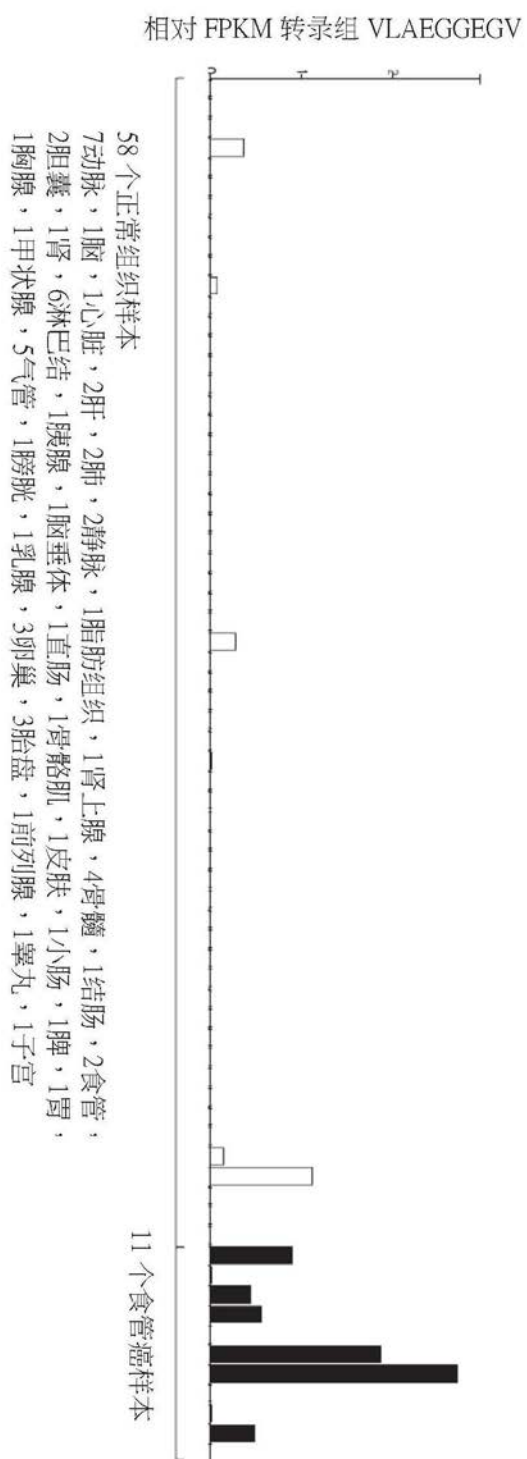 相对 FPKM 转录组 VLAEGGEGV
0
1
2
58 个正常组织样本
7动脉，1脑，1心脏，2肝，2肺，2静脉，1脂肪组织，1肾上腺，4骨髓，1结肠，2食管，
2胆囊，1肾，6淋巴结，1胰腺，1脑垂体，1直肠，1骨骼肌，1皮肤，1小肠，1脾，1胃，
1胸腺，1甲状腺，5气管，1膀胱，1乳腺，3卵巢，3胎盘，1前列腺，1睾丸，1子宫
11 个食管癌样本